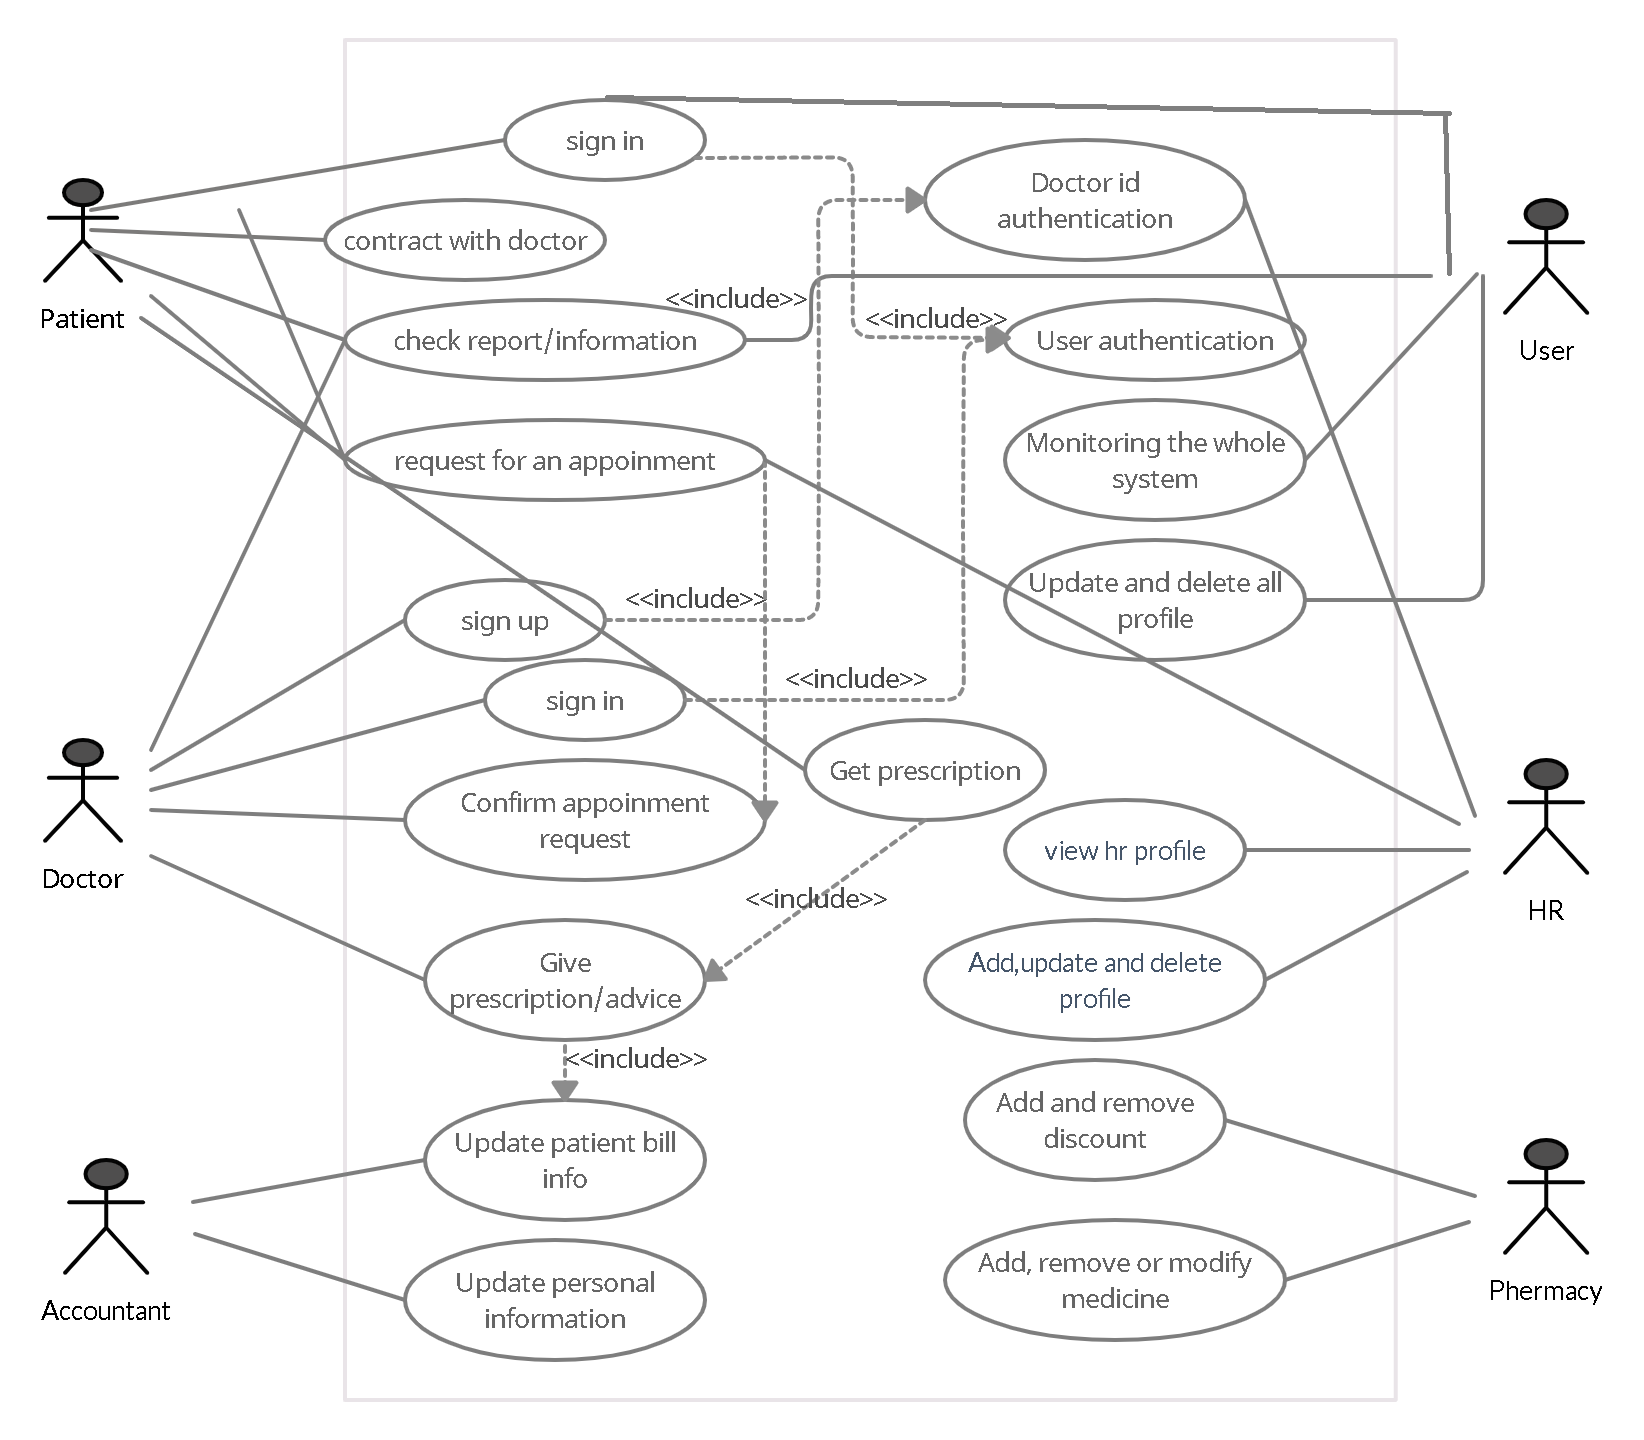 sign in
Doctor id
authentication
contract with doctor
<<include>>
Patient
<<include>>
check report/information
User authentication
User
Monitoring the whole
system
request for an appoinment
Update and delete all
profile
<<include>>
sign up
<<include>>
sign in
Get prescription
Confirm appoinment
request
view hr profile
Doctor
<<include>>
HR
Give
prescription/advice
Add,update and delete
profile
<<include>>
Add and remove
discount
Update patient bill
info
Add, remove or modify
medicine
Update personal
information
Phermacy
Accountant